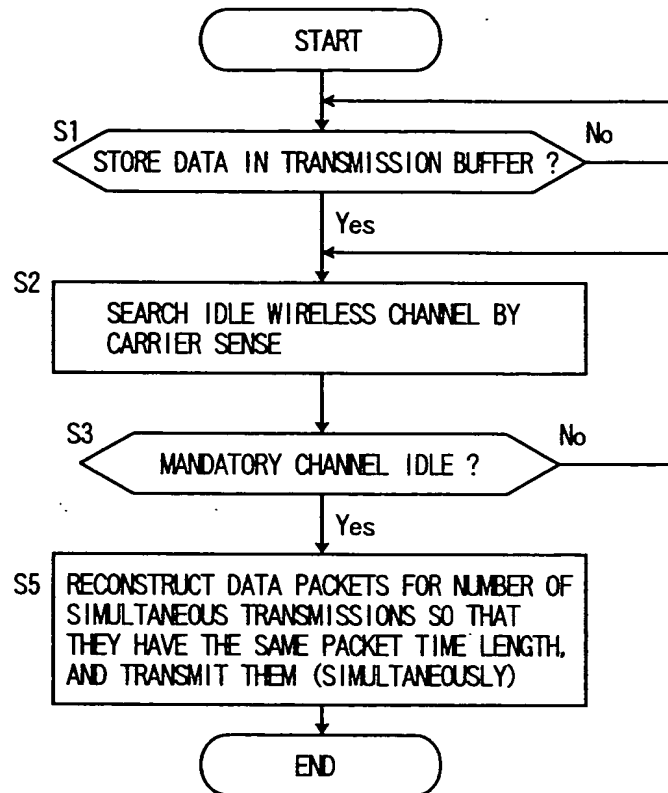 START
S1
No
STORE DATA IN TRANSMISSION BUFFER ?
Yes
S2
SEARCH IDLE WIRELESS CHANNEL BY
CARRIER SENSE
S3
No
MANDATORY CHANNEL IDLE ?
Yes
S5
RECONSTRUCT DATA PACKETS FOR NUMBER OF
SIMULTANEOUS TRANSMISSIONS SO THAT
THEY HAVE THE SAME PACKET TIME LENGTH,
AND TRANSMIT THEM (SIMULTANEOUSLY)
END